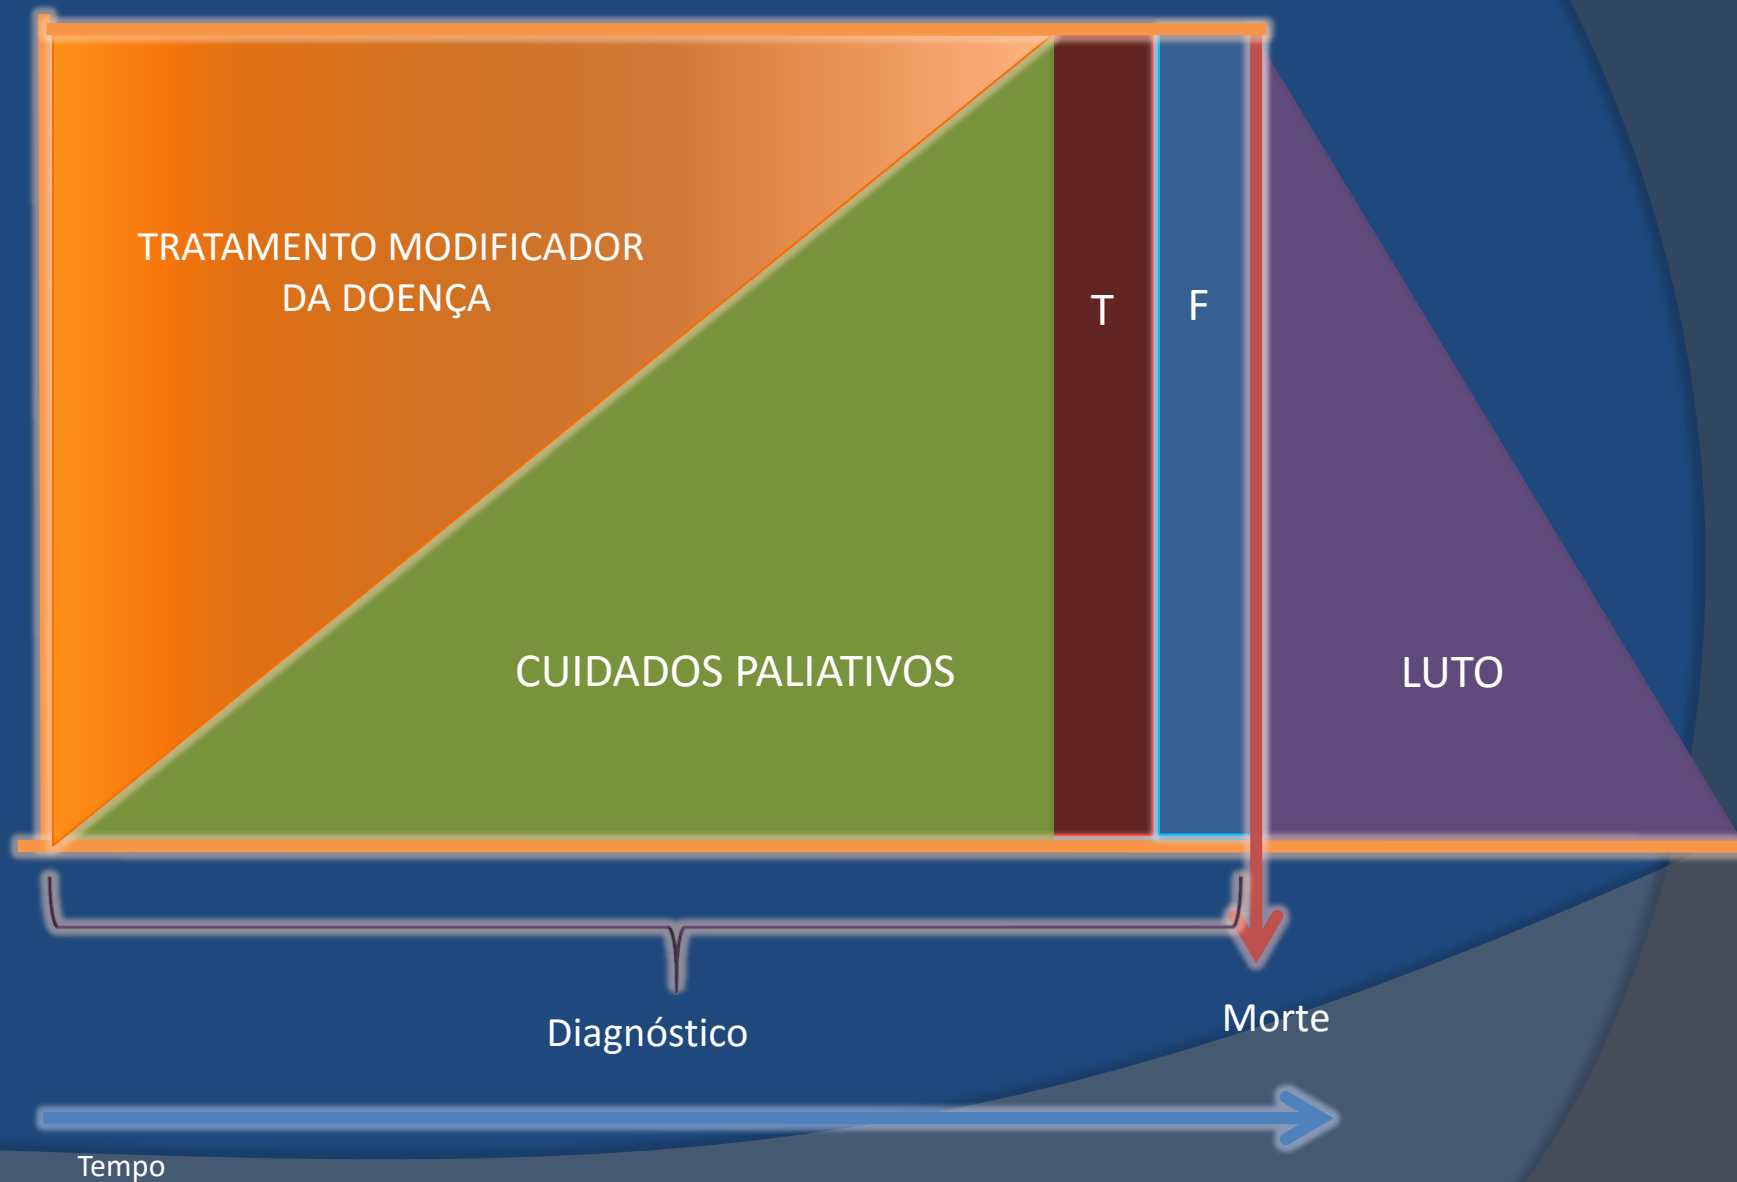 TRATAMENTO MODIFICADOR
DA DOENÇA
T
F
CUIDADOS PALIATIVOS
LUTO
Diagnóstico
Morte
Tempo